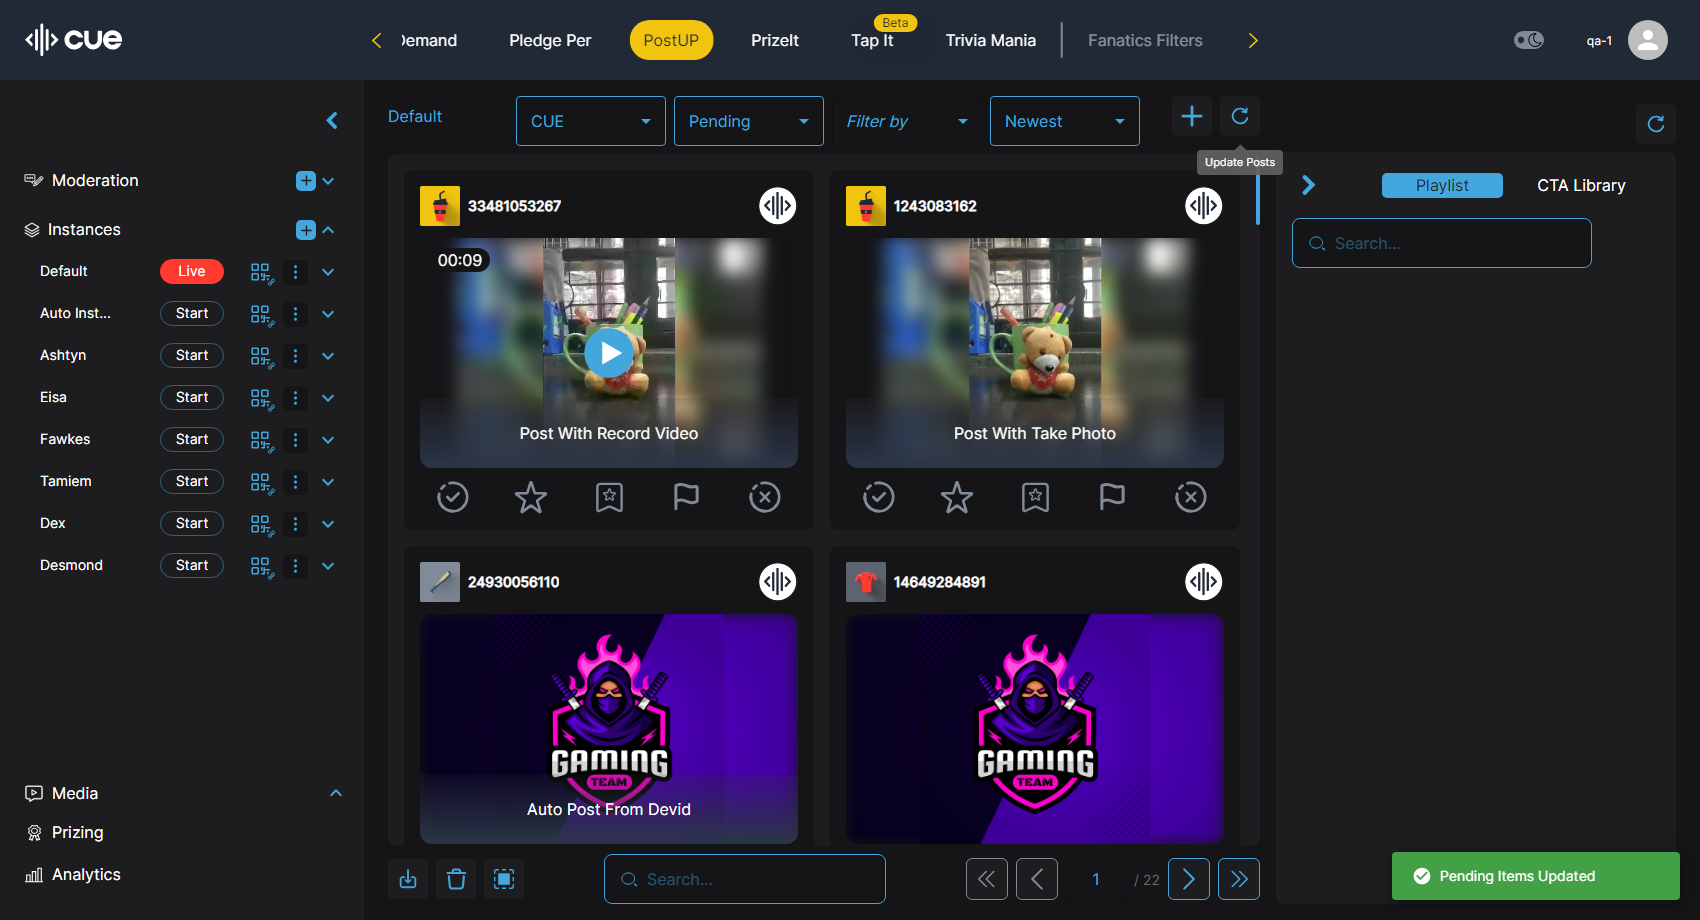 cue
Demand
Pledge Per
PostUP
PrizeIt
Beta
Tap It
Trivia Mania
Fanatics Filters
qa-1
Default
CUE
Pending
Filter by
Newest
Update Posts
Moderation
Instances
Default
Live
Auto Inst...
Start
Ashtyn
Start
Eisa
Start
Fawkes
Start
Tamiem
Start
Dex
Start
Desmond
Start
Media
Prizing
Analytics
33481053267
00:09
Post With Record Video
1243083162
Post With Take Photo
24930056110
GAMING
TEAM
Auto Post From Devid
14649284891
GAMING
TEAM
Search...
1
/ 22
Playlist
CTA Library
Search...
Pending Items Updated